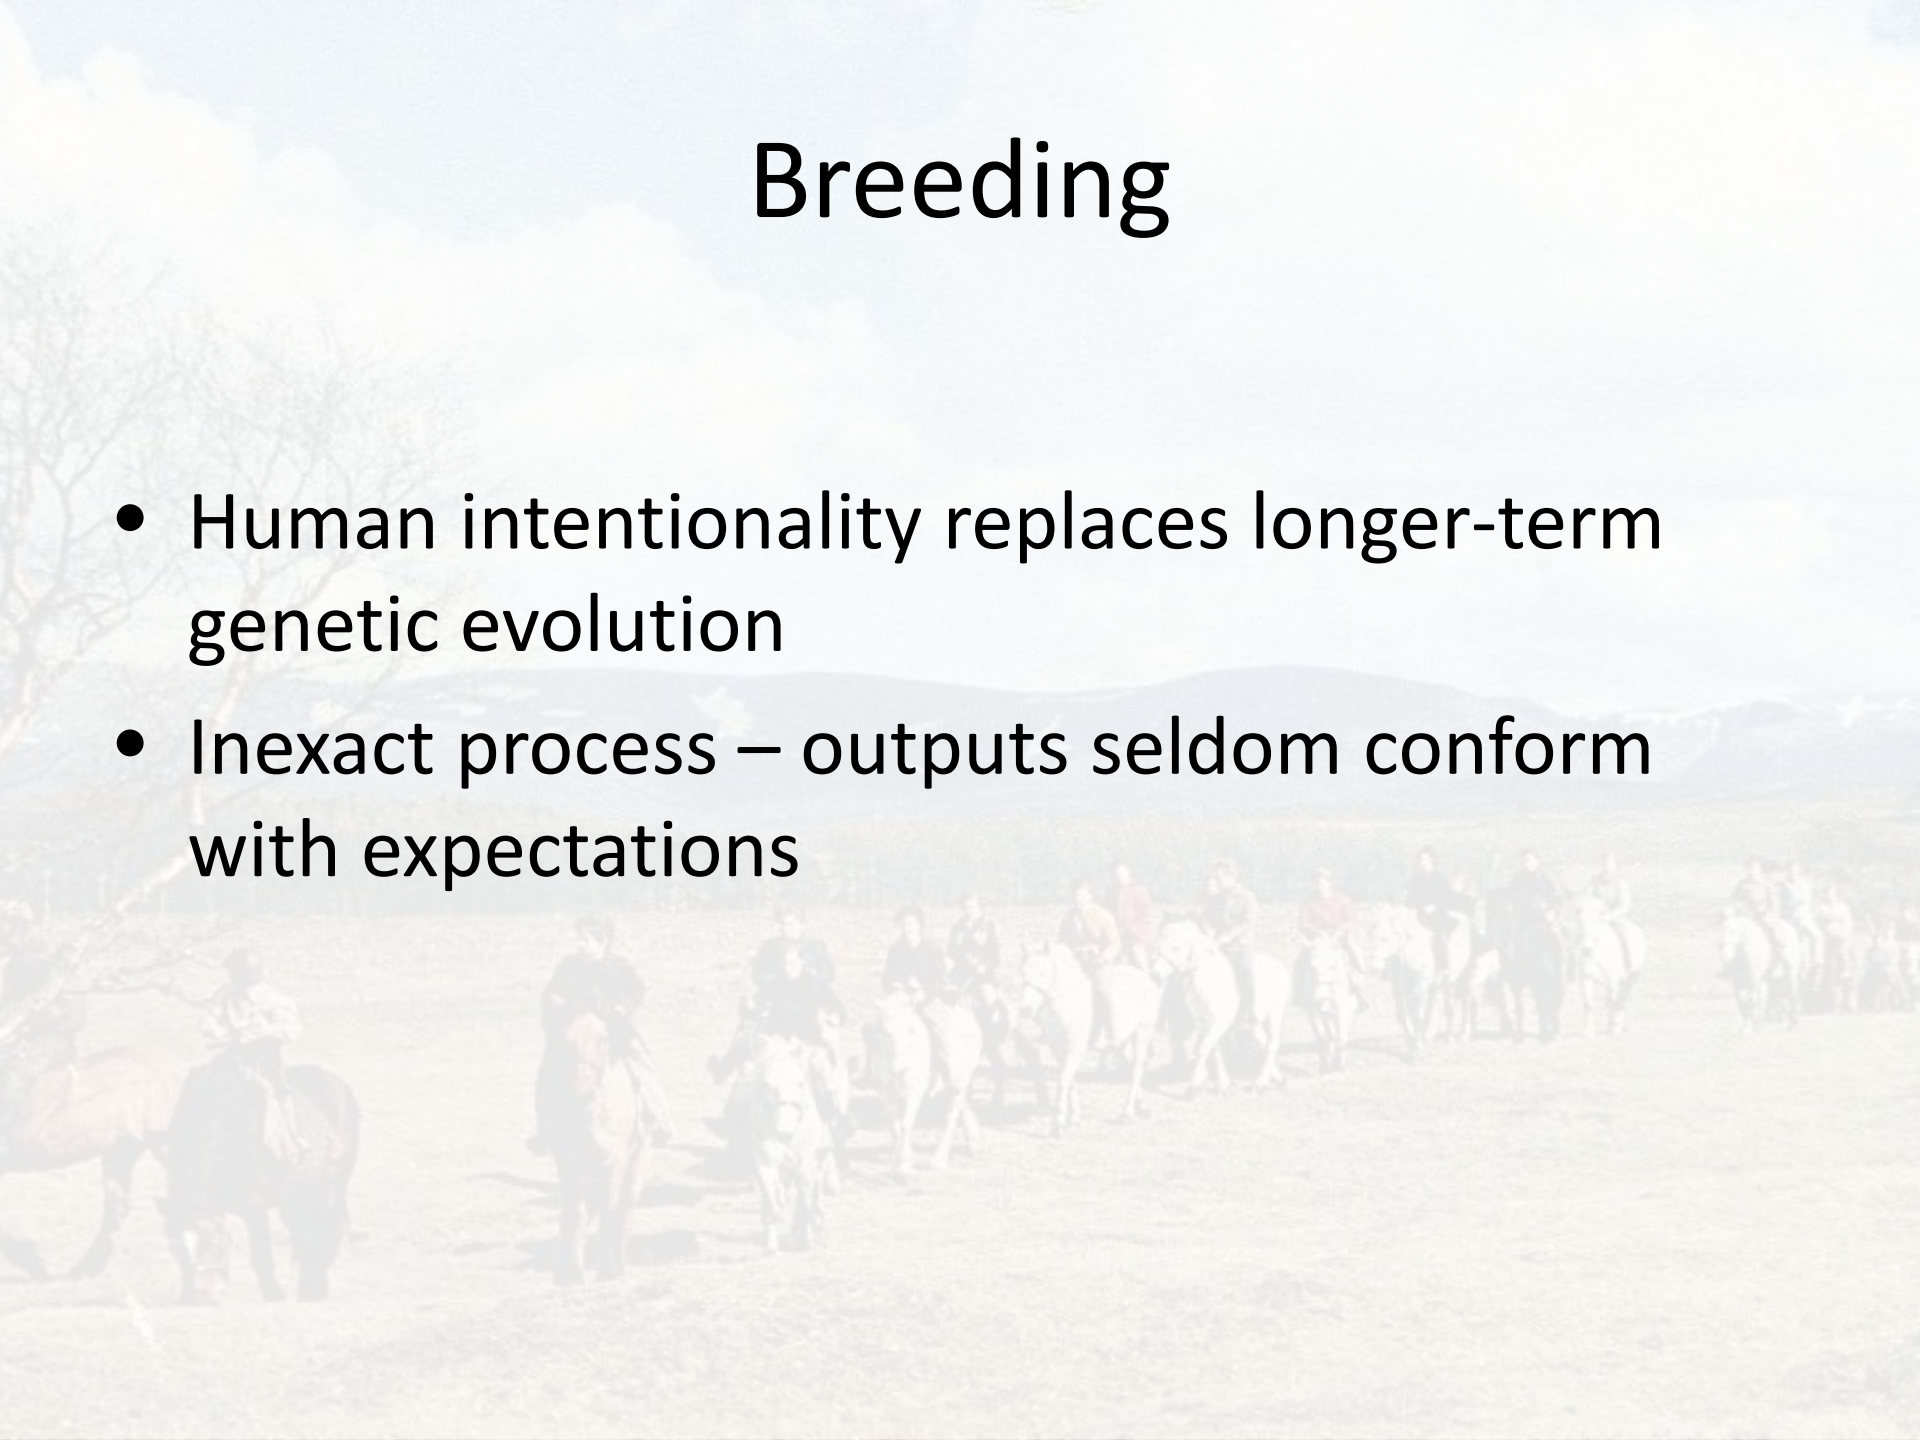 Breeding
• Human intentionality replaces longer-term
genetic evolution
• Inexact process – outputs seldom conform
with expectations